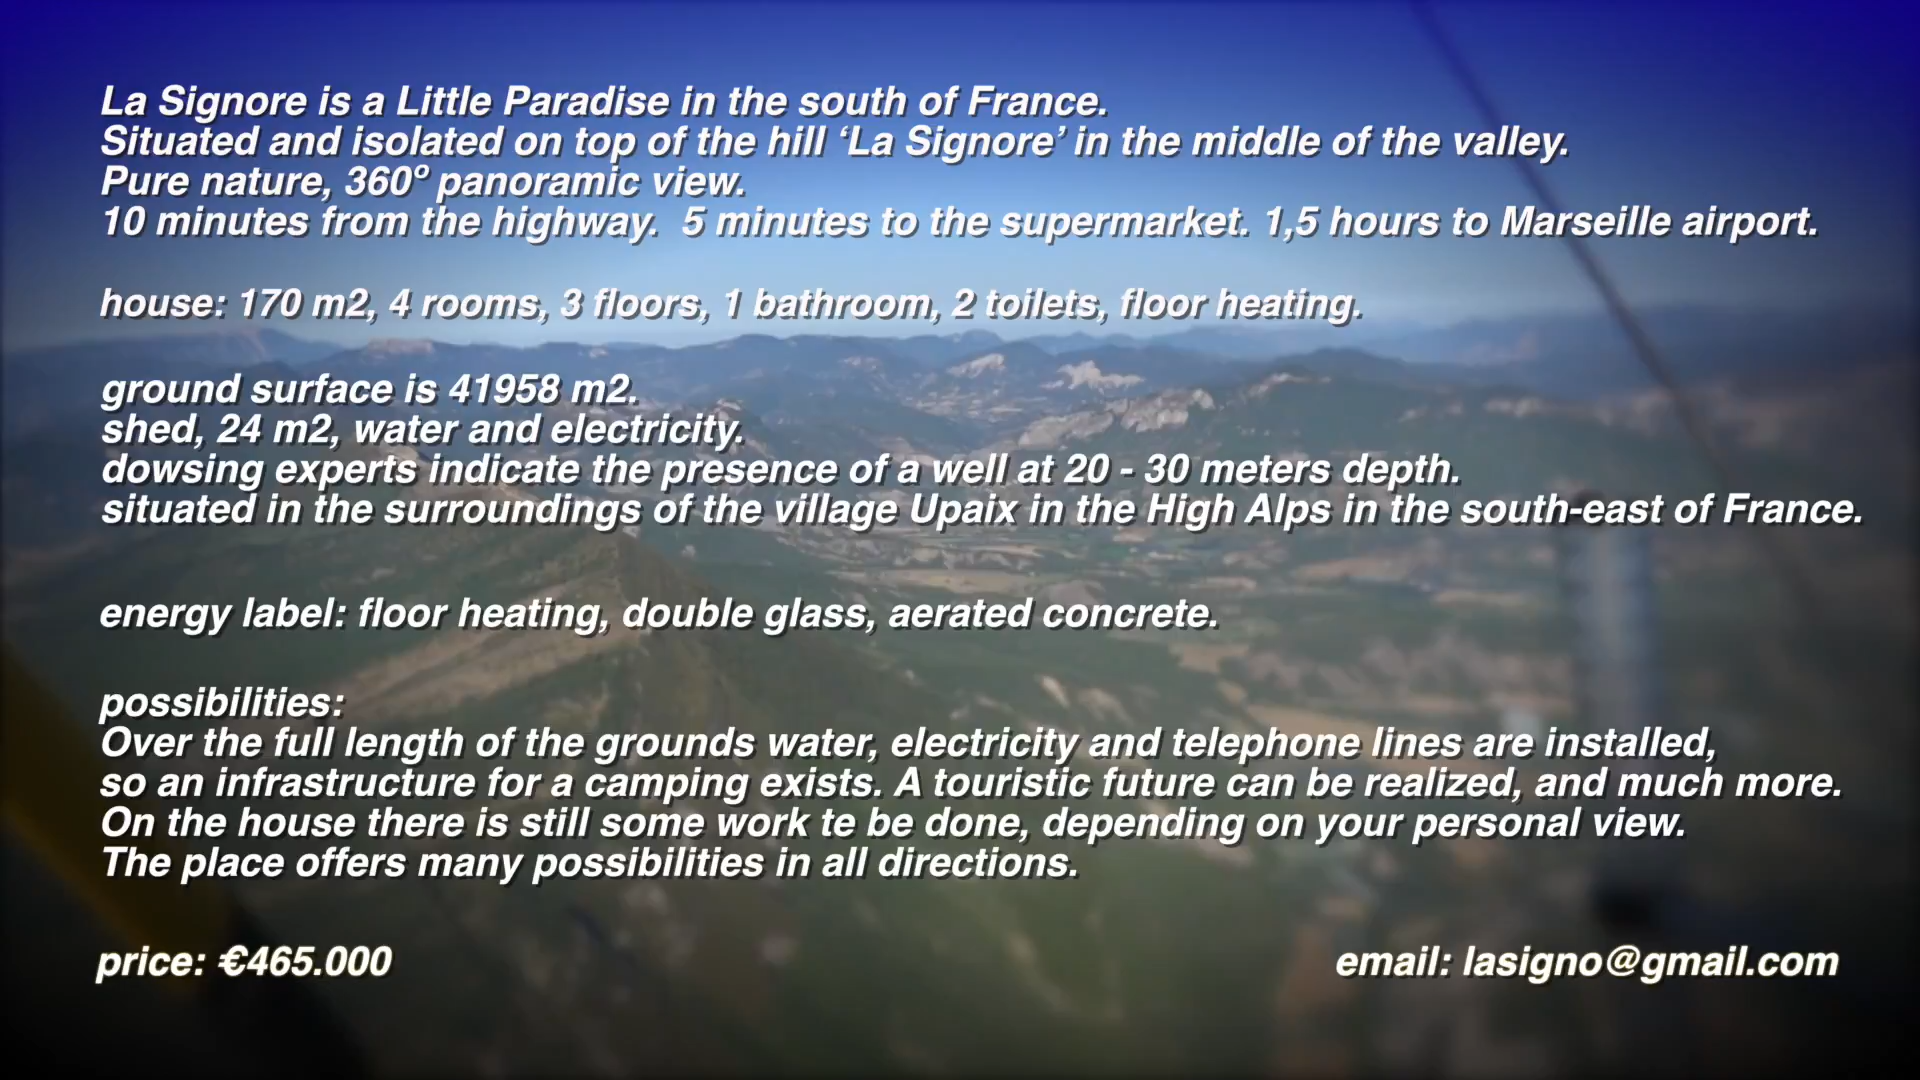 La Signore is a Little Paradise in the south of France.
Situated and isolated on top of the hill ‘La Signore’ in the middle of the valley.
Pure nature, 360º panoramic view.
10 minutes from the highway.  5 minutes to the supermarket. 1,5 hours to Marseille airport.
house: 170 m2, 4 rooms, 3 floors, 1 bathroom, 2 toilets, floor heating.
ground surface is 41958 m2.
shed, 24 m2, water and electricity.
dowsing experts indicate the presence of a well at 20 - 30 meters depth.
situated in the surroundings of the village Upaix in the High Alps in the south-east of France.
energy label: floor heating, double glass, aerated concrete.
possibilities:
Over the full length of the grounds water, electricity and telephone lines are installed,
so an infrastructure for a camping exists. A touristic future can be realized, and much more.
On the house there is still some work te be done, depending on your personal view.
The place offers many possibilities in all directions.
price: €465.000
email: lasigno@gmail.com